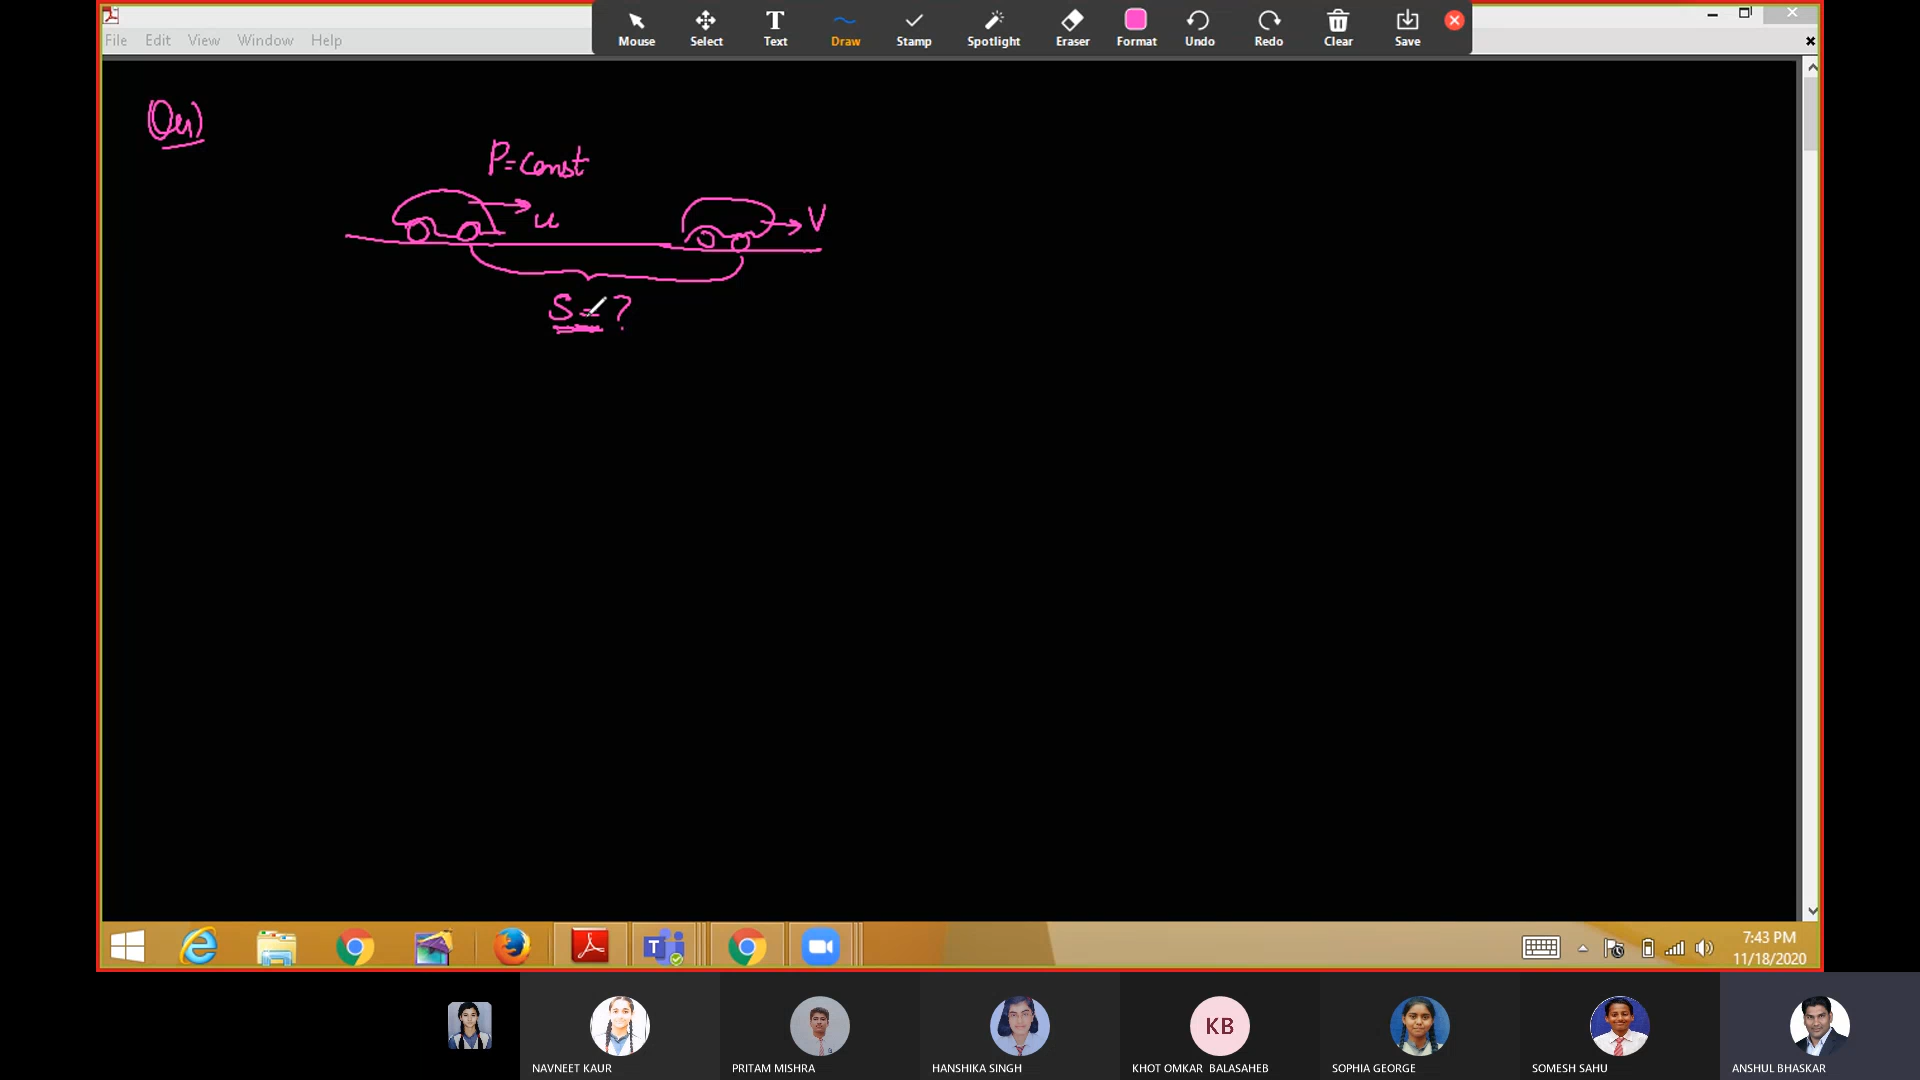 Mouse Select Text Draw Stamp Spotlight Eraser Format Undo Redo Clear Save
File Edit View Window Help
P=Const
u
V
S=?
7:43 PM
11/18/2020
KB
NAVNEET KAUR PRITAM MISHRA HANSHIKA SINGH KHOT OMKAR BALASAHEB SOPHIA GEORGE SOMESH SAHU ANSHUL BHASKAR